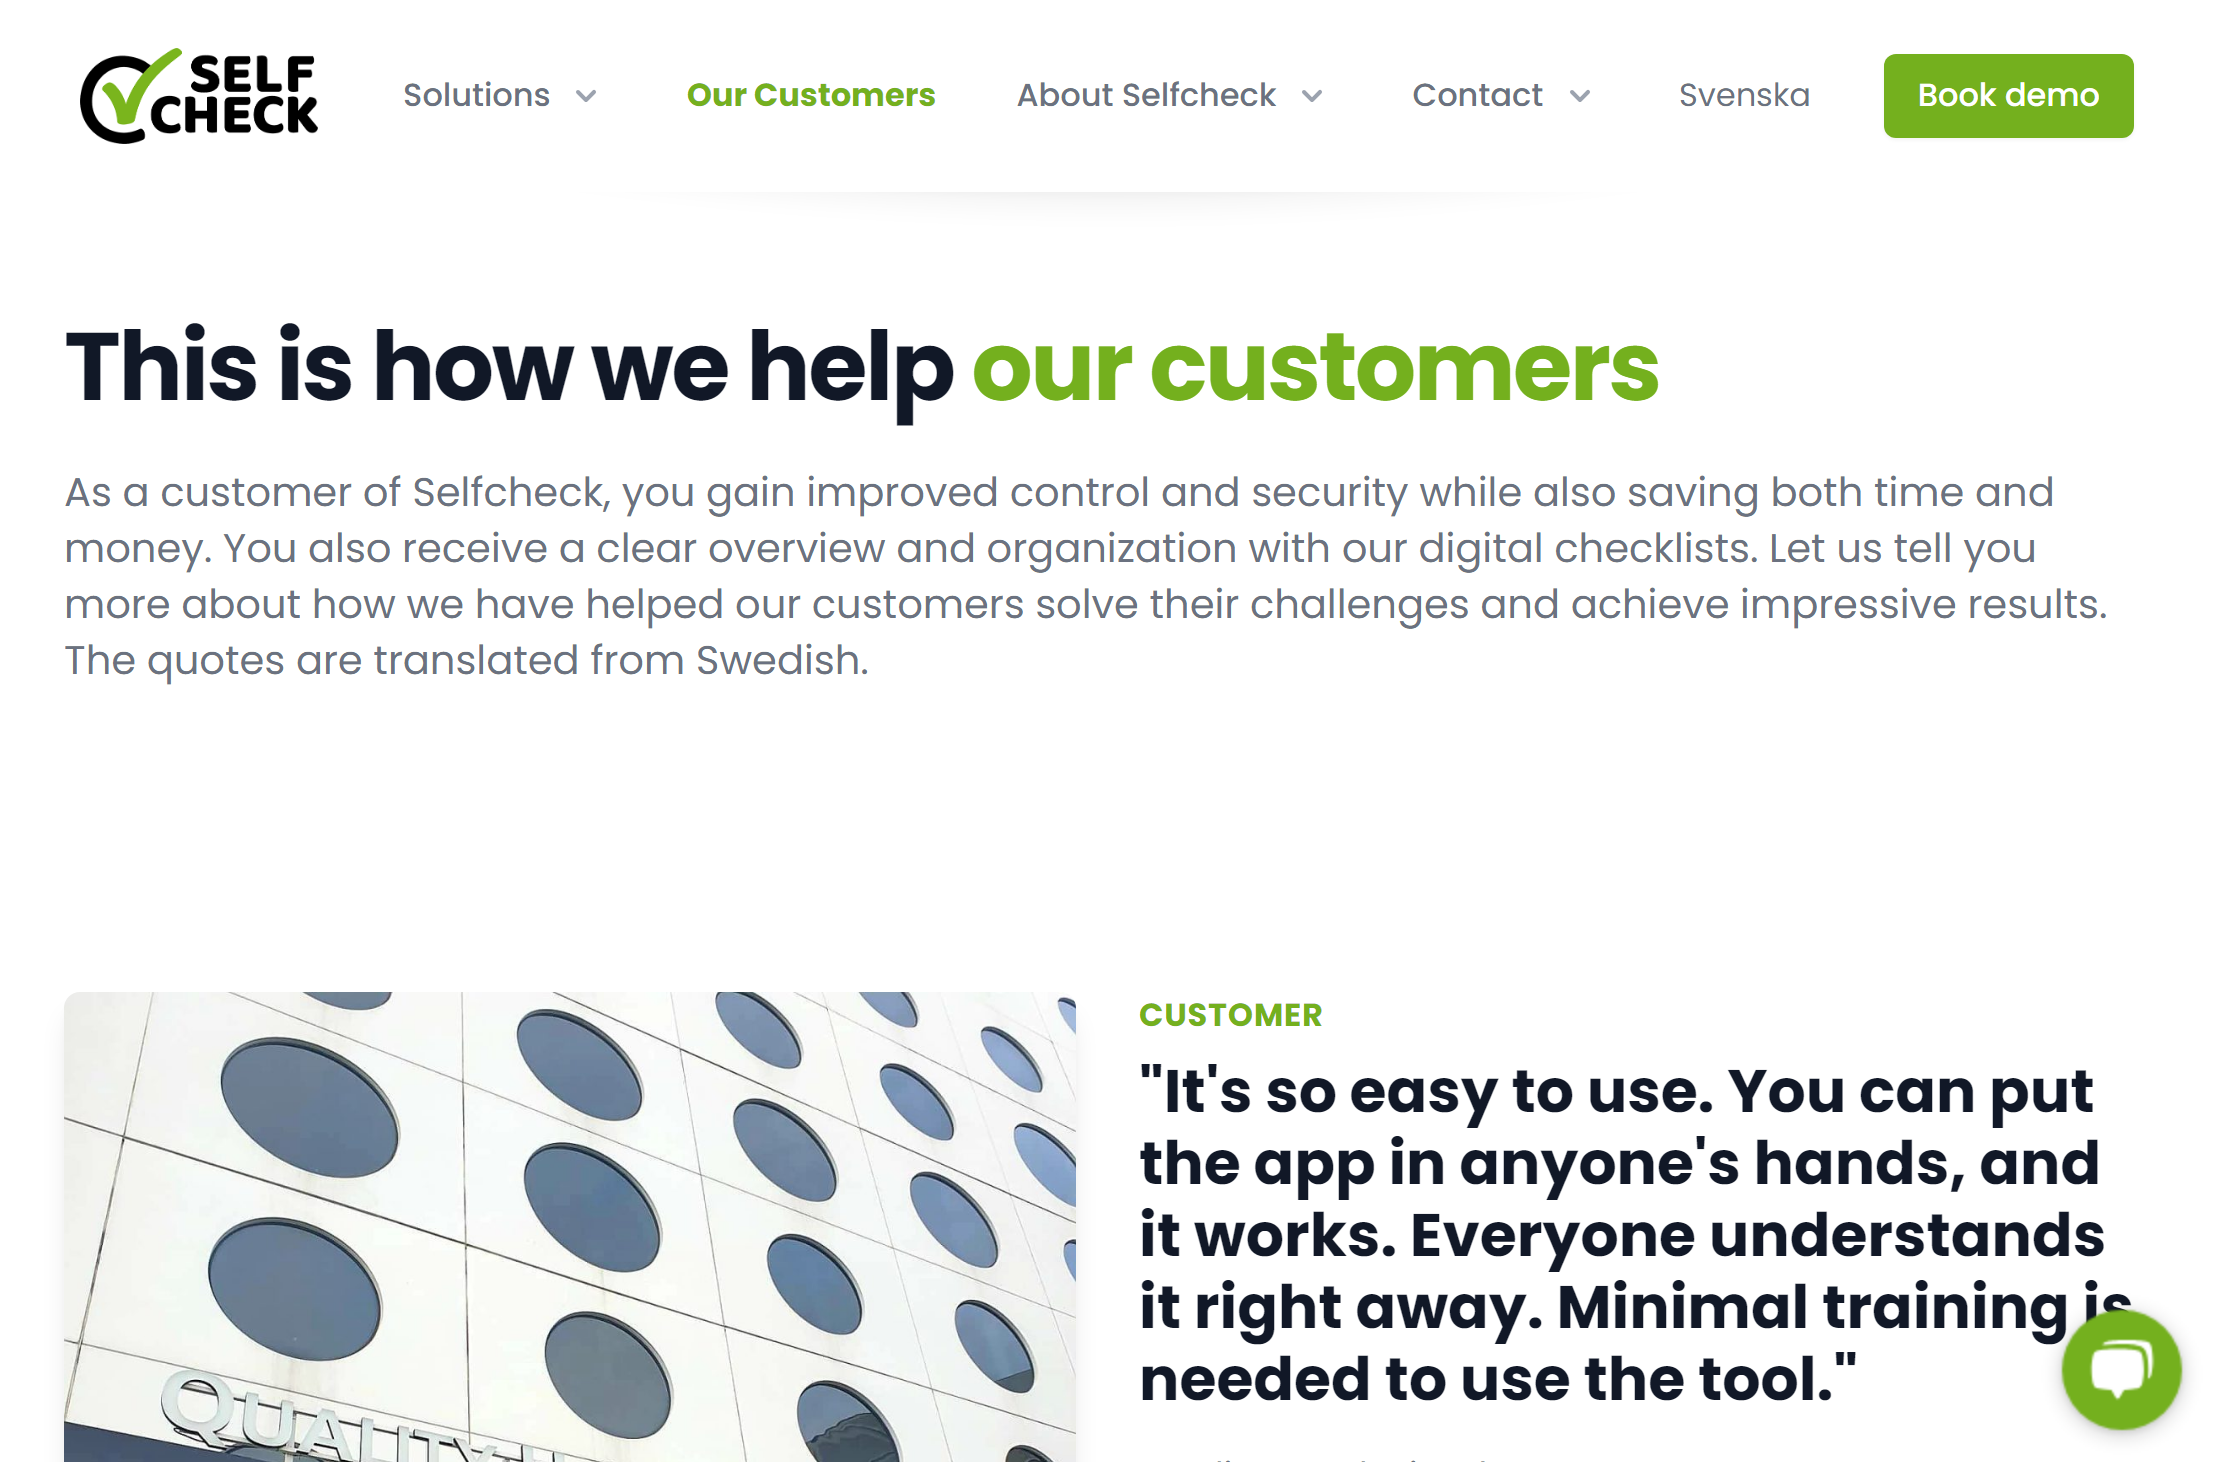 SELF
CHECK
Solutions
Our Customers
About Selfcheck
Contact
Svenska
Book demo
This is how we help our customers
As a customer of Selfcheck, you gain improved control and security while also saving both time and
money. You also receive a clear overview and organization with our digital checklists. Let us tell you
more about how we have helped our customers solve their challenges and achieve impressive results.
The quotes are translated from Swedish.
CUSTOMER
"It's so easy to use. You can put
the app in anyone's hands, and
it works. Everyone understands
it right away. Minimal training is
needed to use the tool."
QUALITY